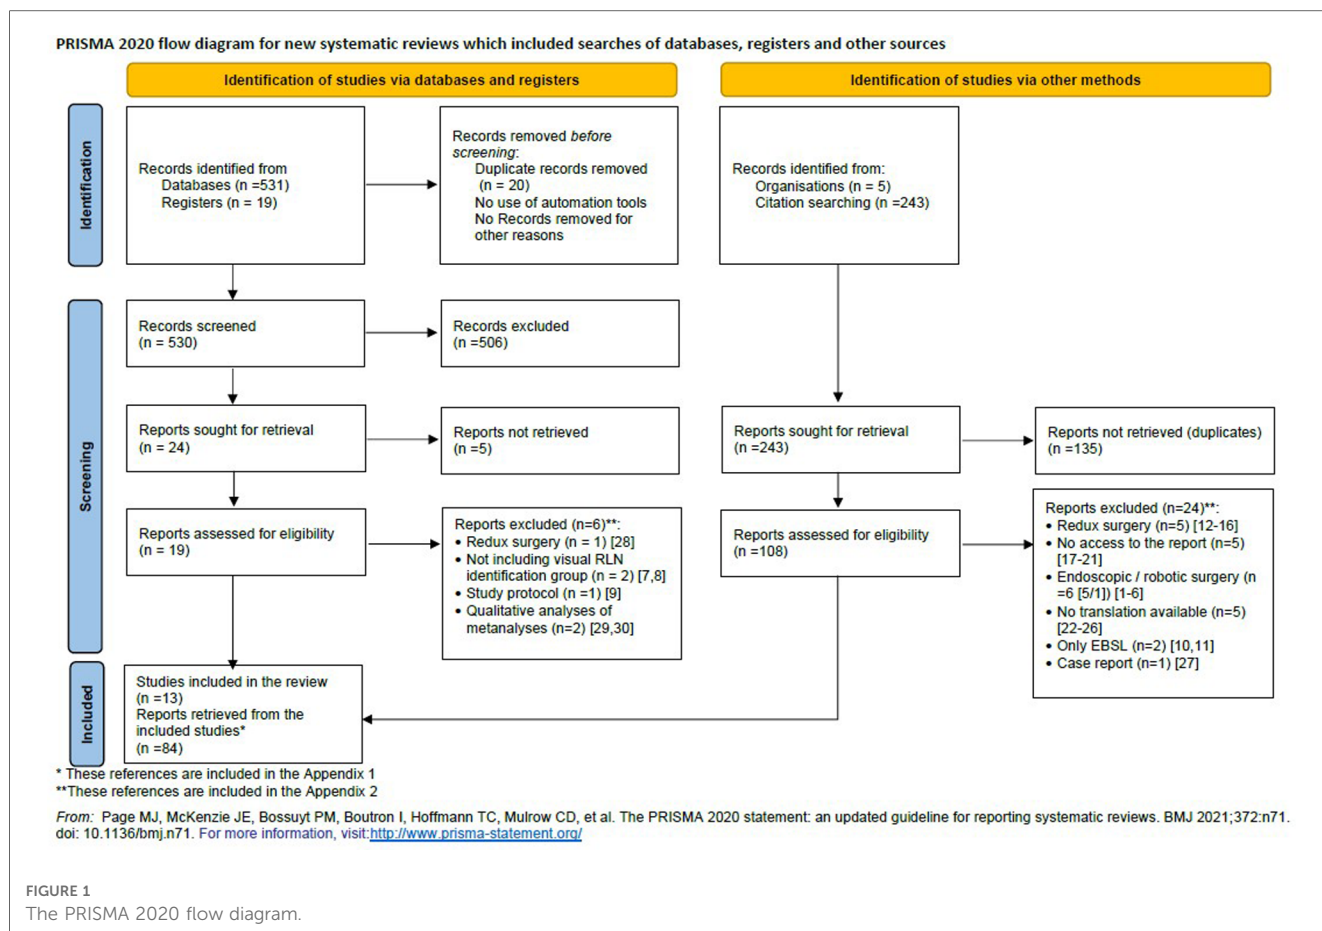 PRISMA 2020 flow diagram for new systematic reviews which included searches of databases, registers and other sources
Identification of studies via databases and registers
Identification of studies via other methods
Identification
Records identified from
Databases (n =531)
Registers (n = 19)
Records removed before
screening:
Duplicate records removed
(n = 20)
No use of automation tools
No Records removed for
other reasons
Records identified from:
Organisations (n = 5)
Citation searching (n =243)
Screening
Records screened
(n = 530)
Records excluded
(n =506)
Reports sought for retrieval
(n = 24)
Reports not retrieved
(n =5)
Reports sought for retrieval
(n =243)
Reports not retrieved (duplicates)
(n =135)
Reports assessed for eligibility
(n = 19)
Reports excluded (n=6)**:
• Redux surgery (n = 1) [28]
• Not including visual RLN
identification group (n = 2) [7,8]
• Study protocol (n =1) [9]
• Qualitative analyses of
metanalyses (n=2) [29,30]
Reports assessed for eligibility
(n =108)
Reports excluded (n=24)**:
• Redux surgery (n=5) [12-16]
• No access to the report (n=5)
[17-21]
• Endoscopic / robotic surgery (n
=6 [5/1]) [1-6]
• No translation available (n=5)
[22-26]
• Only EBSL (n=2) [10,11]
• Case report (n=1) [27]
Included
Studies included in the review
(n =13)
Reports retrieved from the
included studies*
(n =84)
* These references are included in the Appendix 1
**These references are included in the Appendix 2
From: Page MJ, McKenzie JE, Bossuyt PM, Boutron I, Hoffmann TC, Mulrow CD, et al. The PRISMA 2020 statement: an updated guideline for reporting systematic reviews. BMJ 2021;372:n71.
doi: 10.1136/bmj.n71. For more information, visit:http://www.prisma-statement.org/
FIGURE 1
The PRISMA 2020 flow diagram.